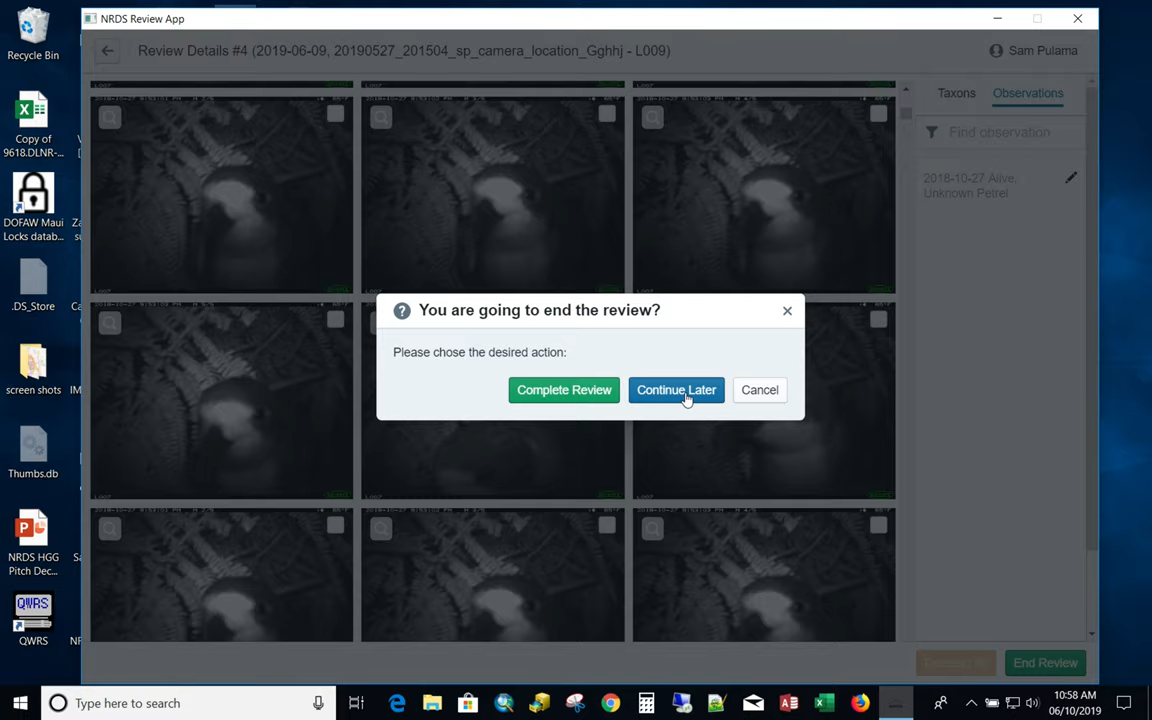 NRDS Review App
Review Details #4 (2019-06-09, 20190527_201504_sp_camera_location_Gghhj - L009)
Sam Pulama
Taxons
Observations
Find observation
2018-10-27 Alive,
Unknown Petrel
You are going to end the review?
Please chose the desired action:
Complete Review
Continue Later
Cancel
End Review
L007
L007
L007
Recycle Bin
Copy of
9618.DLNR-...
DOFAW Maui
Locks datab...
.DS_Store
screen shots
Thumbs.db
NRDS HGG
Pitch Dec...
QWRS
QWRS
Type here to search
10:58 AM
06/10/2019